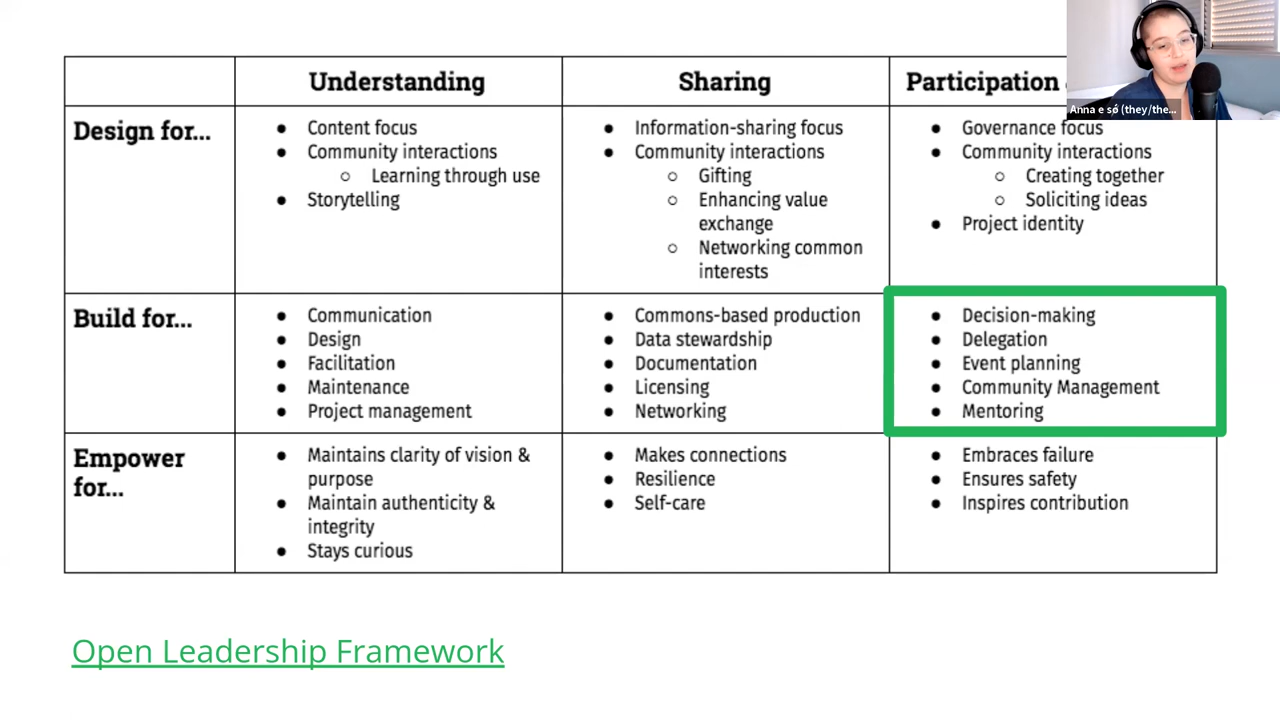 Understanding
Sharing
Participation
Anna e só (they/the...
Design for...
Content focus
Community interactions
Learning through use
Storytelling
Information-sharing focus
Community interactions
Gifting
Enhancing value
exchange
Networking common
interests
Governance focus
Community interactions
Creating together
Soliciting ideas
Project identity
Build for...
Communication
Design
Facilitation
Maintenance
Project management
Commons-based production
Data stewardship
Documentation
Licensing
Networking
Decision-making
Delegation
Event planning
Community Management
Mentoring
Empower
for...
Maintains clarity of vision &
purpose
Maintain authenticity &
integrity
Stays curious
Makes connections
Resilience
Self-care
Embraces failure
Ensures safety
Inspires contribution
Open Leadership Framework